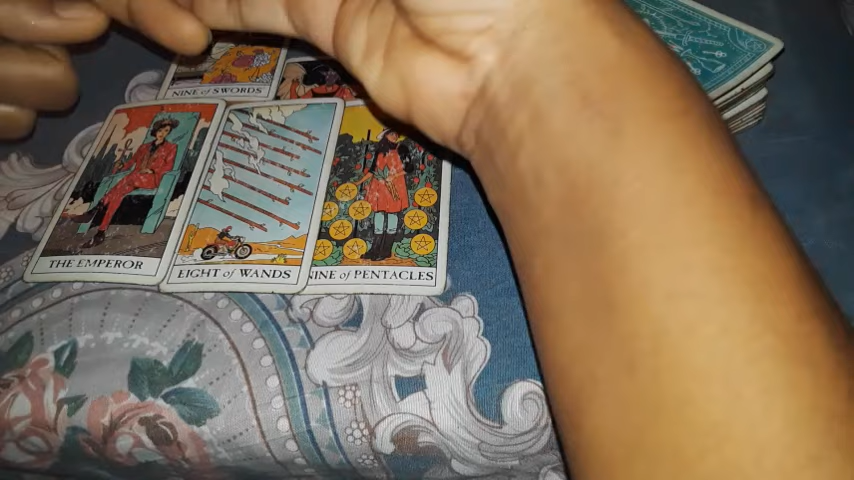 NINE of SWORDS
THE EMPEROR
EIGHT of WANDS
NINE of PENTACLES